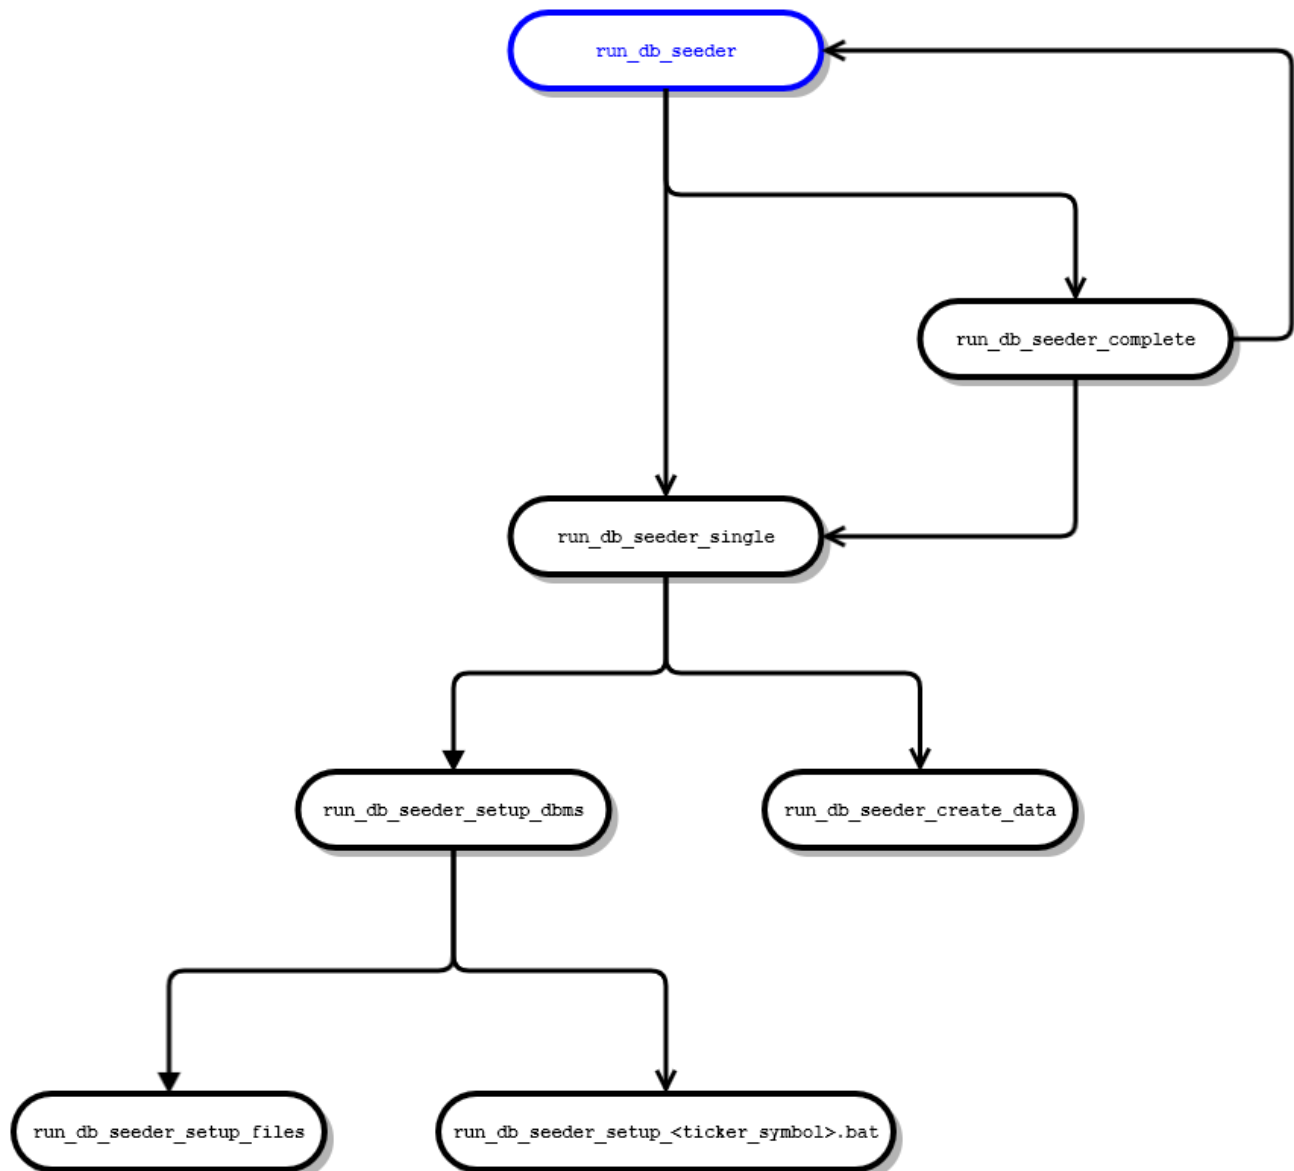 run_db_seeder
run_db_seeder_complete
run_db_seeder_single
run_db_seeder_setup_dbms
run_db_seeder_create_data
run_db_seeder_setup_files
run_db_seeder_setup_<ticker_symbol>.bat